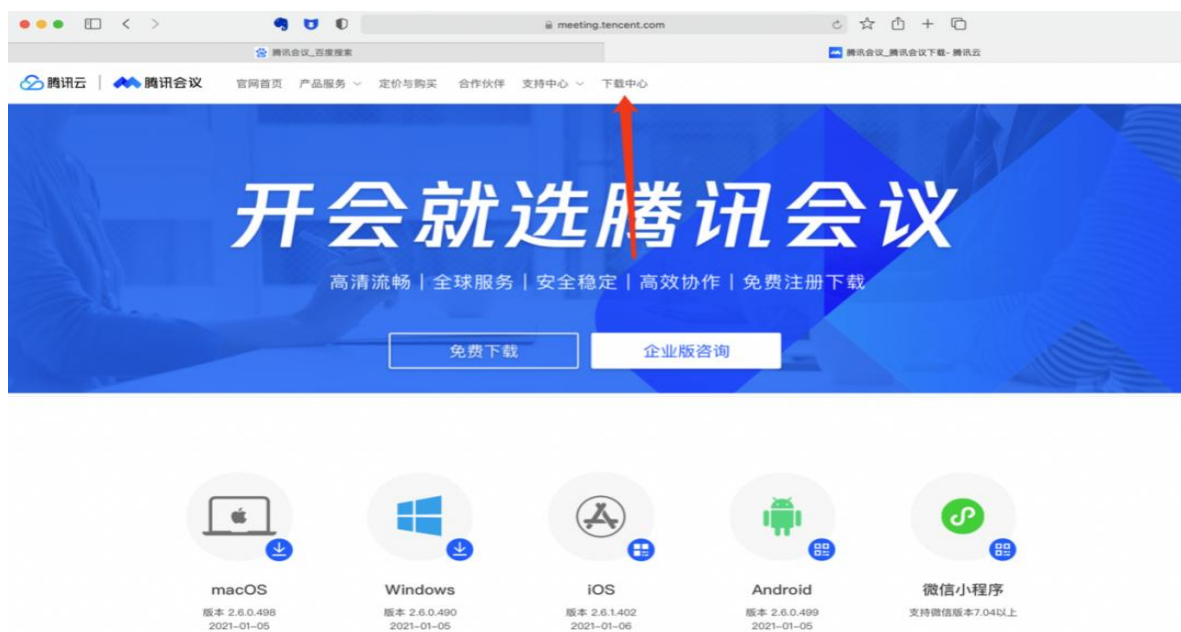 meeting.tencent.com
腾讯会议_百度搜索
腾讯会议_腾讯会议下载- 腾讯云
腾讯云 | 腾讯会议 官网首页 产品服务 定价与购买 合作伙伴 支持中心 下载中心
开会就选腾讯会议
高清流畅 | 全球服务 | 安全稳定 | 高效协作 | 免费注册下载
免费下载
企业版咨询
macOS
版本 2.6.0.498
2021-01-05
Windows
版本 2.6.0.490
2021-01-05
iOS
版本 2.6.1.402
2021-01-06
Android
版本 2.6.0.499
2021-01-05
微信小程序
支持微信版本7.04以上